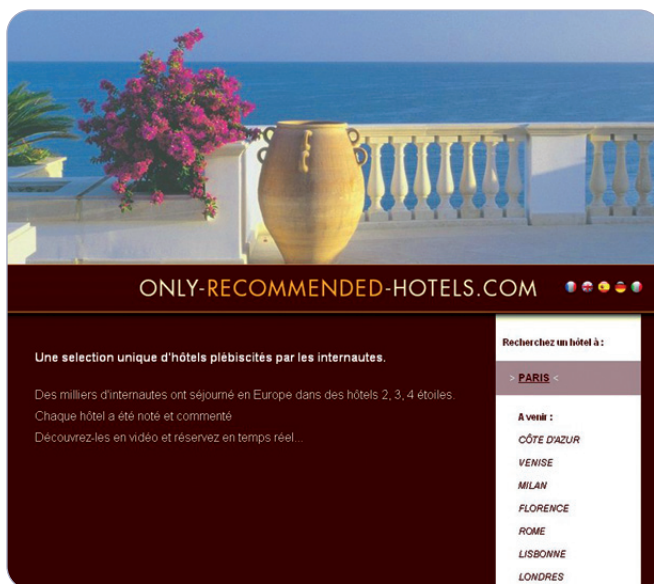 ONLY-RECOMMENDED-HOTELS.COM
Une selection unique d'hôtels plébiscités par les internautes.
Des milliers d'internautes ont séjourné en Europe dans des hôtels 2, 3, 4 étoiles.
Chaque hôtel a été noté et commenté
Découvrez-les en vidéo et réservez en temps réel...
Recherchez un hôtel à :
> PARIS <
A venir :
CÔTE D'AZUR
VENISE
MILAN
FLORENCE
ROME
LISBONNE
LONDRES